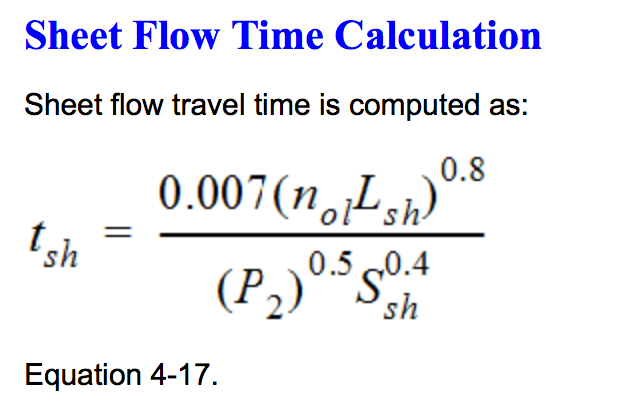 Sheet Flow Time Calculation
Sheet flow travel time is computed as:
t_sh = 0.007(n_ol L_sh)^0.8 / (P_2)^0.5 S_sh^0.4
Equation 4-17.